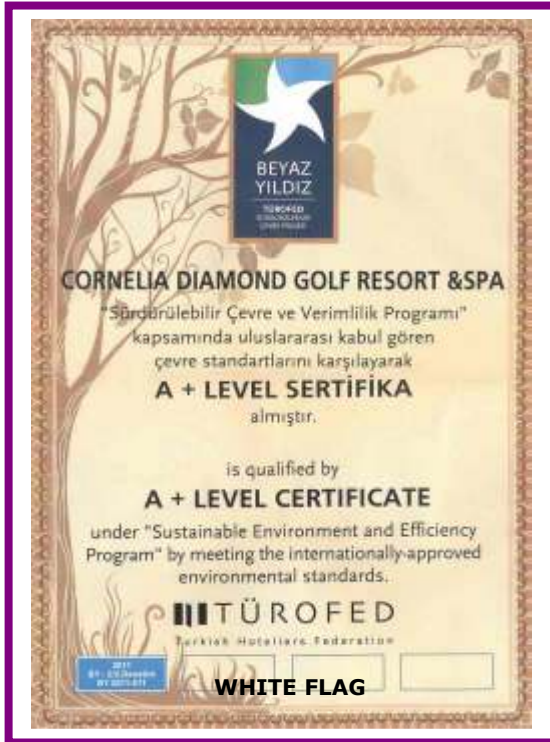 BEYAZ
YILDIZ
TÜROFED
CORNELIA DIAMOND GOLF RESORT &SPA
"Sürdürülebilir Çevre ve Verimlilik Programı"
kapsamında uluslararası kabul gören
çevre standartlarını karşılayarak
A + LEVEL SERTİFİKA
almıştır.
is qualified by
A + LEVEL CERTIFICATE
under "Sustainable Environment and Efficiency
Program" by meeting the internationally-approved
environmental standards.
TÜROFED
Turkish Hoteliers Federation
2011
WHITE FLAG